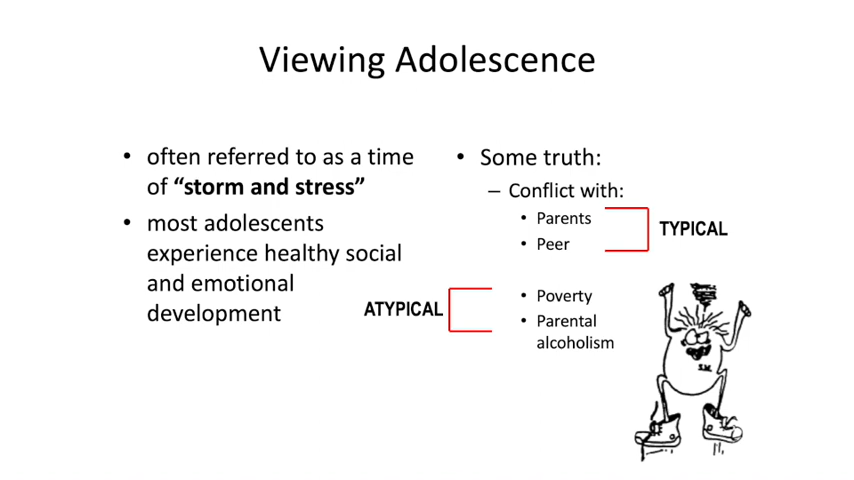 Viewing Adolescence
• often referred to as a time
of “storm and stress”
• most adolescents
experience healthy social
and emotional
development
• Some truth:
– Conflict with:
• Parents
• Peer
TYPICAL
ATYPICAL
• Poverty
• Parental
alcoholism
S.W.